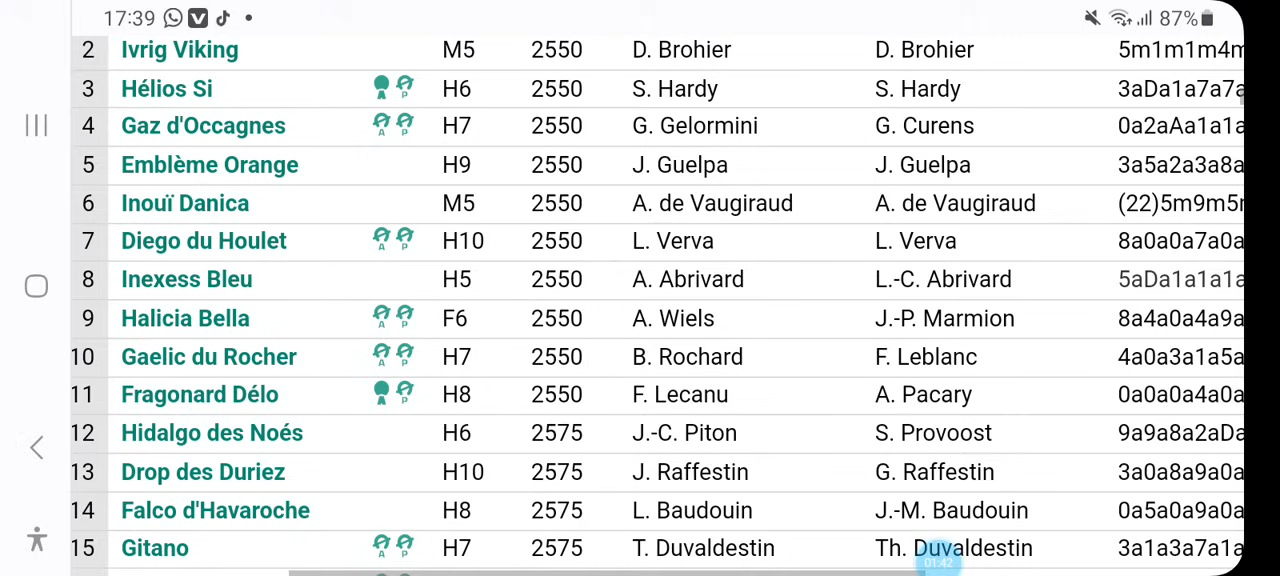 17:39 87%
2 Ivrig Viking M5 2550 D. Brohier D. Brohier 5m1m1m4m
3 Hélios Si A P H6 2550 S. Hardy S. Hardy 3aDa1a7a7a
4 Gaz d'Occagnes A P H7 2550 G. Gelormini G. Curens 0a2aAa1a1a
5 Emblème Orange H9 2550 J. Guelpa J. Guelpa 3a5a2a3a8a
6 Inouï Danica M5 2550 A. de Vaugiraud A. de Vaugiraud (22)5m9m5
7 Diego du Houlet A P H10 2550 L. Verva L. Verva 8a0a0a7a0a
8 Inexess Bleu H5 2550 A. Abrivard L.-C. Abrivard 5aDa1a1a1a
9 Halicia Bella A P F6 2550 A. Wiels J.-P. Marmion 8a4a0a4a9a
10 Gaelic du Rocher A P H7 2550 B. Rochard F. Leblanc 4a0a3a1a5a
11 Fragonard Délo A P H8 2550 F. Lecanu A. Pacary 0a0a0a4a0a
12 Hidalgo des Noés H6 2575 J.-C. Piton S. Provoost 9a9a8a2aDa
13 Drop des Duriez H10 2575 J. Raffestin G. Raffestin 3a0a8a9a0a
14 Falco d'Havaroche H8 2575 L. Baudouin J.-M. Baudouin 0a5a0a9a0a
15 Gitano A P H7 2575 T. Duvaldestin Th. Duvaldestin 3a1a3a7a1a
01:42